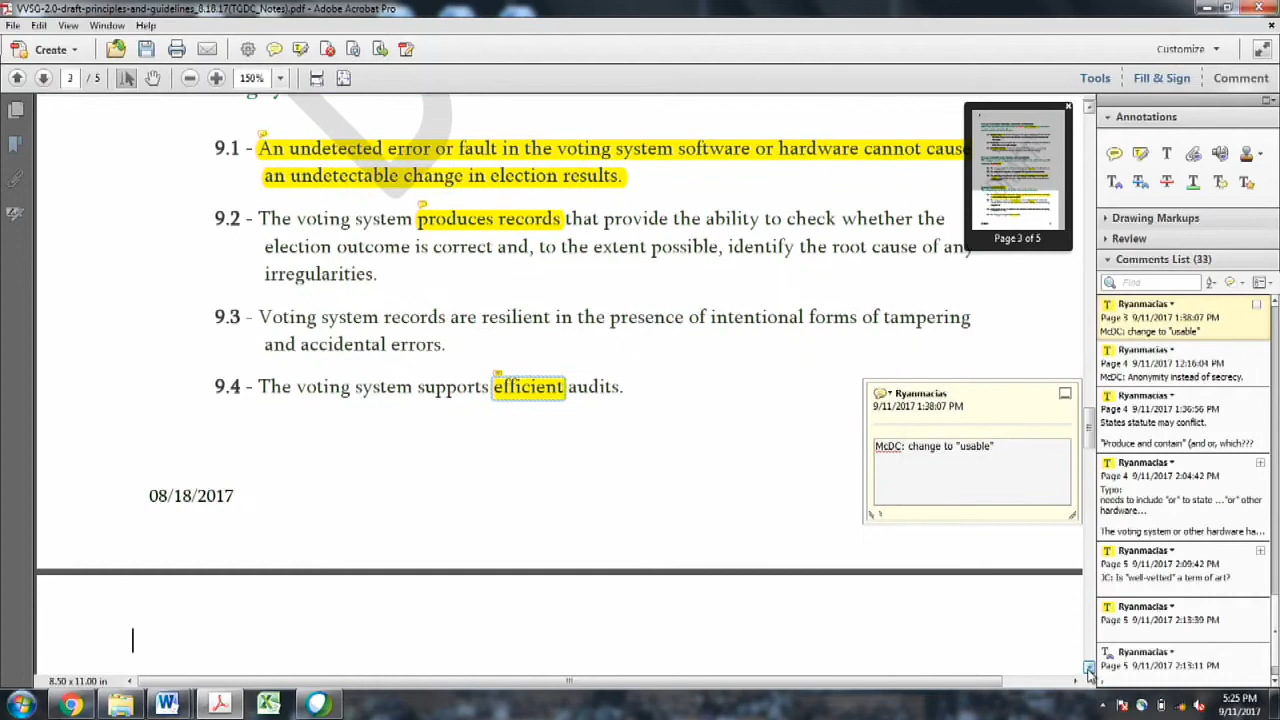 VVSG-2.0-draft-principles-and-guidelines_8.18.17(TGDC_Notes).pdf - Adobe Acrobat Pro
File Edit View Window Help
Create Customize
3 / 5 150% Tools Fill & Sign Comment
9.1 - An undetected error or fault in the voting system software or hardware cannot cause
an undetectable change in election results.
9.2 - The voting system produces records that provide the ability to check whether the
election outcome is correct and, to the extent possible, identify the root cause of any
irregularities.
9.3 - Voting system records are resilient in the presence of intentional forms of tampering
and accidental errors.
9.4 - The voting system supports efficient audits.
08/18/2017
Page 3 of 5
Ryanmacias
9/11/2017 1:38:07 PM
McDC: change to "usable"
Annotations
Drawing Markups
Review
Comments List (33)
Find
Ryanmacias
Page 3 9/11/2017 1:38:07 PM
McDC: change to "usable"
Ryanmacias
Page 4 9/11/2017 12:16:04 PM
McDC: Anonymity instead of secrecy.
Ryanmacias
Page 4 9/11/2017 1:36:56 PM
States statute may conflict.
"Produce and contain" (and or, which???
Ryanmacias
Page 4 9/11/2017 2:04:42 PM
Typo:
needs to include "or" to state ..."or" other
hardware...
The voting system or other hardware ha...
Ryanmacias
Page 5 9/11/2017 2:09:42 PM
JC: Is "well-vetted" a term of art?
Ryanmacias
Page 5 9/11/2017 2:13:39 PM
Ryanmacias
Page 5 9/11/2017 2:13:11 PM
8.50 x 11.00 in
5:25 PM
9/11/2017